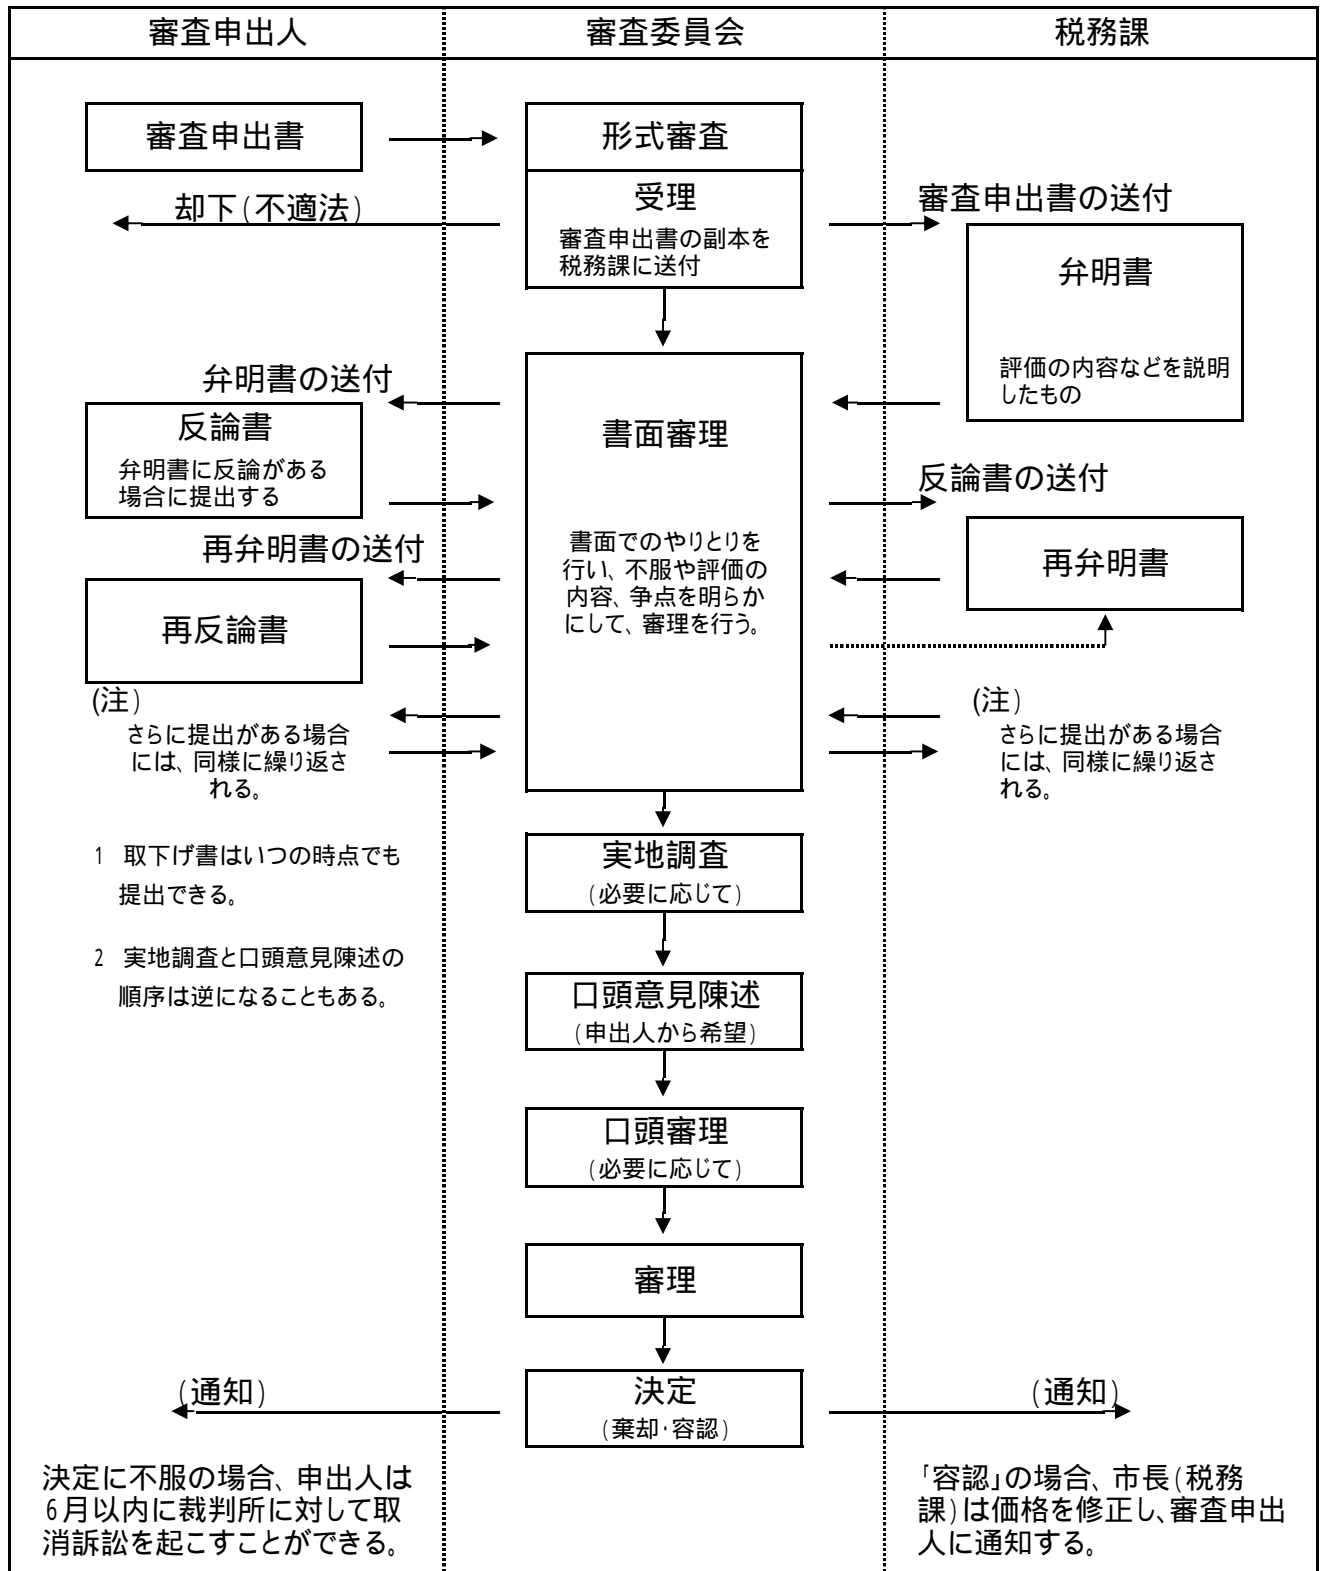 審査申出人
審査委員会
税務課
審査申出書
形式審査
却下(不適法)
受理
審査申出書の副本を
税務課に送付
審査申出書の送付
弁明書
評価の内容などを説明
したもの
弁明書の送付
反論書
弁明書に反論がある
場合に提出する
書面審理
書面でのやりとりを
行い、不服や評価の
内容、争点を明らか
にして、審理を行う。
反論書の送付
再弁明書
再弁明書の送付
再反論書
(注)
さらに提出がある場合
には、同様に繰り返さ
れる。
(注)
さらに提出がある場合
には、同様に繰り返さ
れる。
1 取下げ書はいつの時点でも
提出できる。
2 実地調査と口頭意見陳述の
順序は逆になることもある。
実地調査
(必要に応じて)
口頭意見陳述
(申出人から希望)
口頭審理
(必要に応じて)
審理
決定
(棄却・容認)
(通知)
(通知)
決定に不服の場合、申出人は
6月以内に裁判所に対して取
消訴訟を起こすことができる。
「容認」の場合、市長(税務
課)は価格を修正し、審査申出
人に通知する。